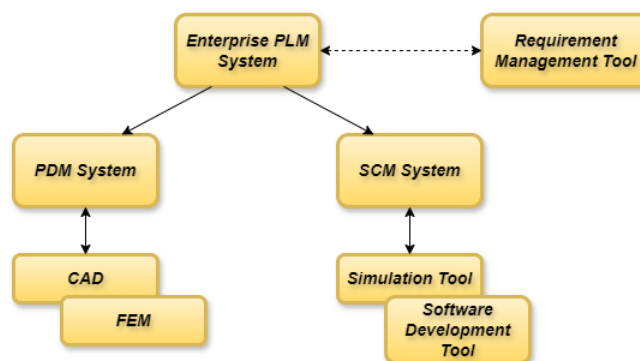 Enterprise PLM
System
Requirement
Management Tool
PDM System
SCM System
CAD
FEM
Simulation Tool
Software
Development
Tool